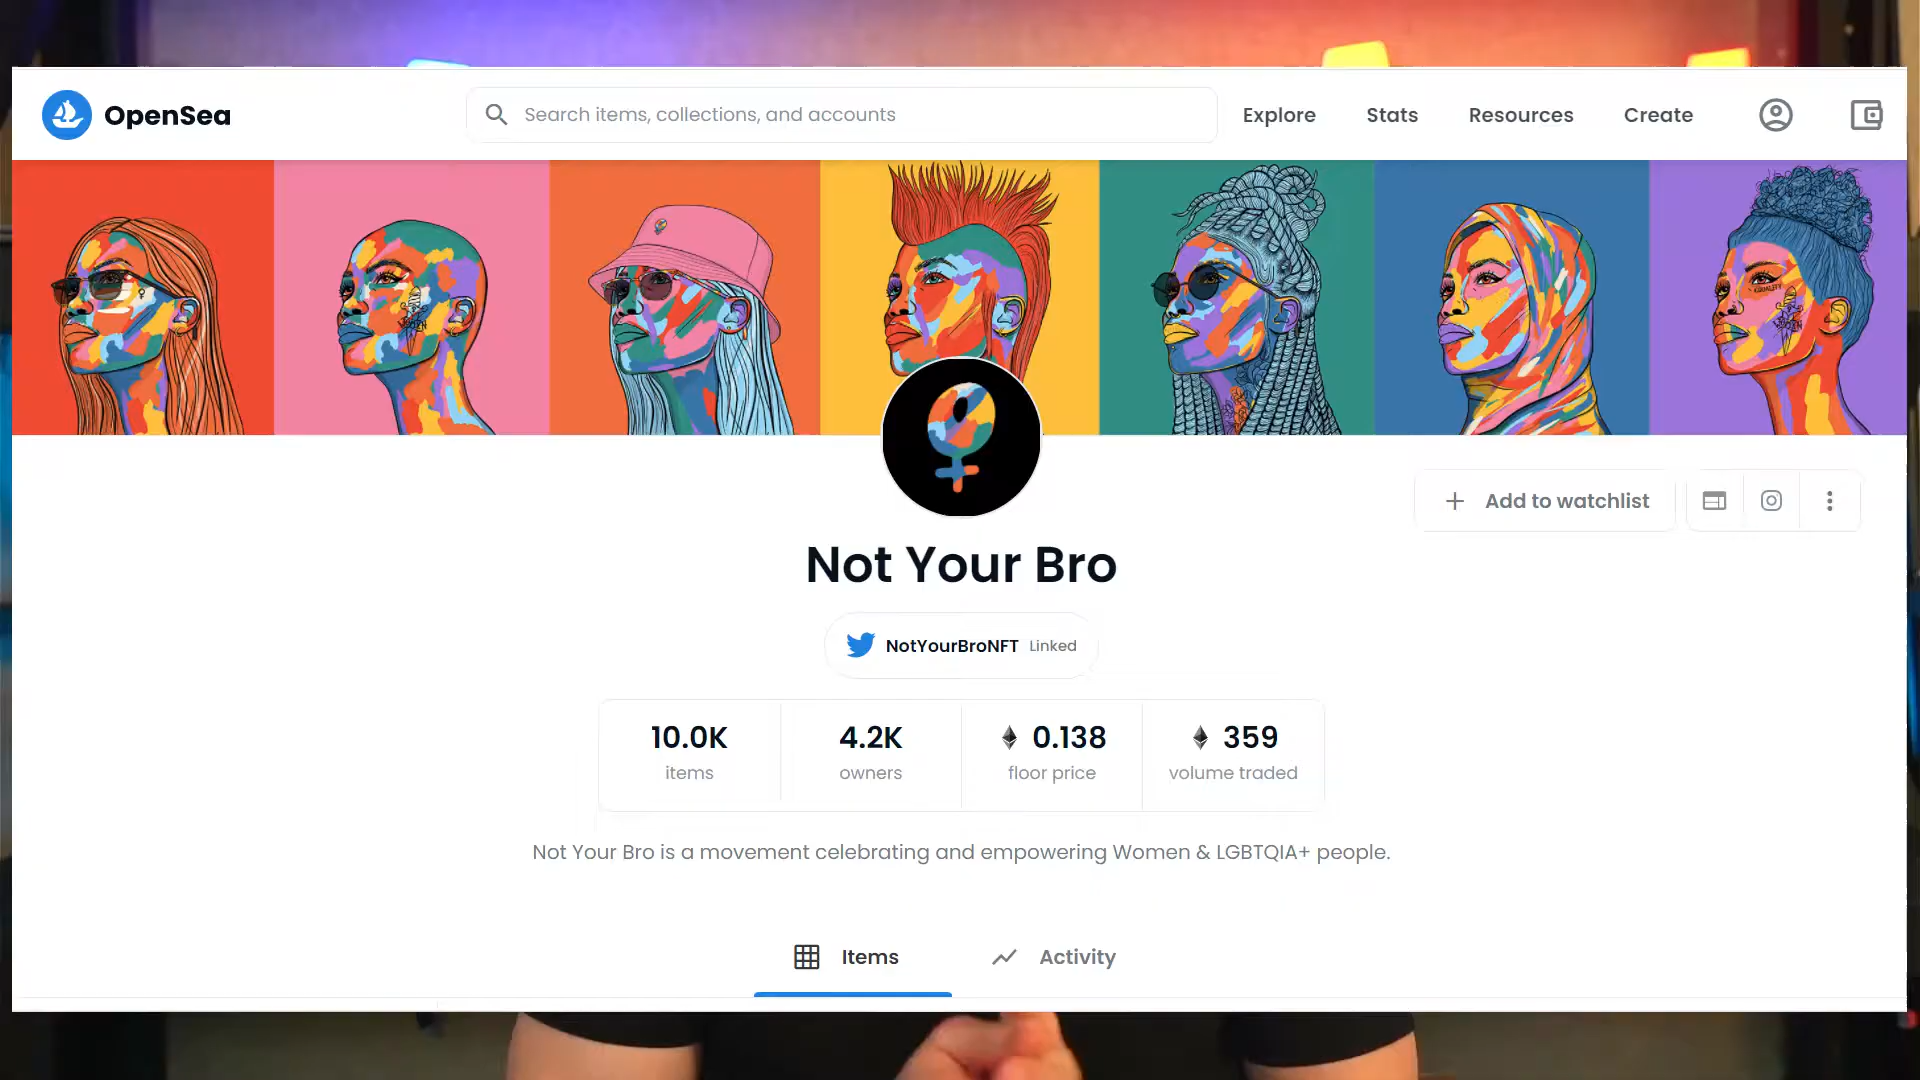 OpenSea
Search items, collections, and accounts
Explore
Stats
Resources
Create
Add to watchlist
Not Your Bro
NotYourBroNFT Linked
10.0K
items
4.2K
owners
0.138
floor price
359
volume traded
Not Your Bro is a movement celebrating and empowering Women & LGBTQIA+ people.
Items
Activity